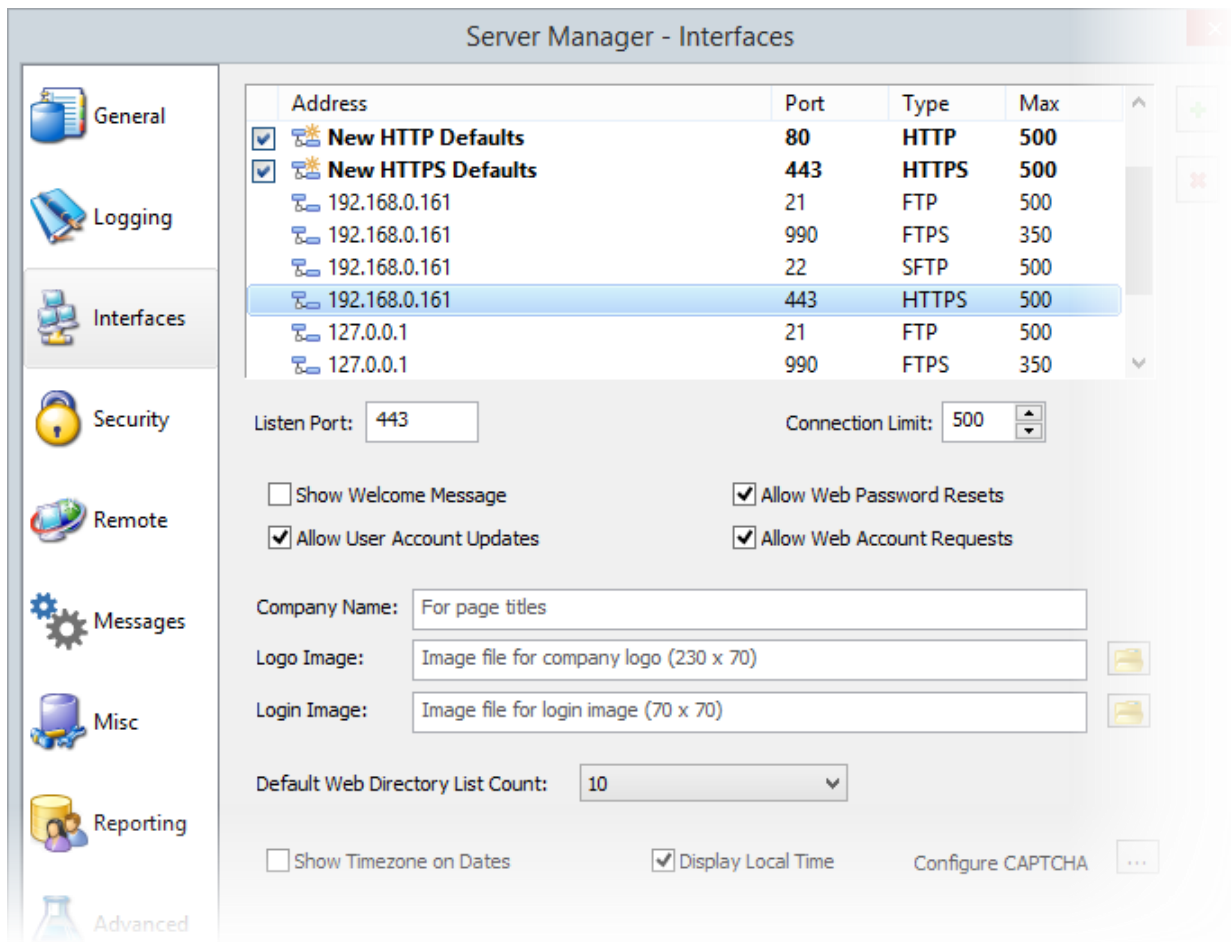 Server Manager - Interfaces
General
Logging
Interfaces
Security
Remote
Messages
Misc
Reporting
Advanced
Address Port Type Max
New HTTP Defaults 80 HTTP 500
New HTTPS Defaults 443 HTTPS 500
192.168.0.161 21 FTP 500
192.168.0.161 990 FTPS 350
192.168.0.161 22 SFTP 500
192.168.0.161 443 HTTPS 500
127.0.0.1 21 FTP 500
127.0.0.1 990 FTPS 350
Listen Port: 443 Connection Limit: 500
Show Welcome Message Allow Web Password Resets
Allow User Account Updates Allow Web Account Requests
Company Name: For page titles
Logo Image: Image file for company logo (230 x 70)
Login Image: Image file for login image (70 x 70)
Default Web Directory List Count: 10
Show Timezone on Dates Display Local Time Configure CAPTCHA ...